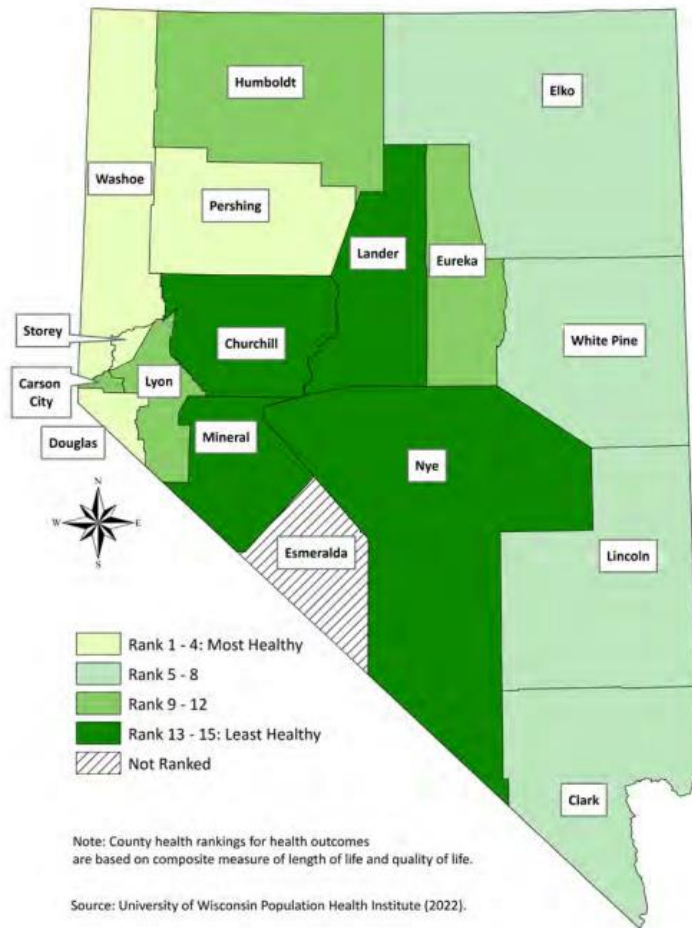 Humboldt
Elko
Washoe
Pershing
Lander
Eureka
Storey
Churchill
White Pine
Carson
City
Lyon
Mineral
Douglas
Nye
N
W
E
S
Esmeralda
Lincoln
Rank 1 - 4: Most Healthy
Rank 5 - 8
Rank 9 - 12
Rank 13 - 15: Least Healthy
Not Ranked
Clark
Note: County health rankings for health outcomes
are based on composite measure of length of life and quality of life.
Source: University of Wisconsin Population Health Institute (2022).